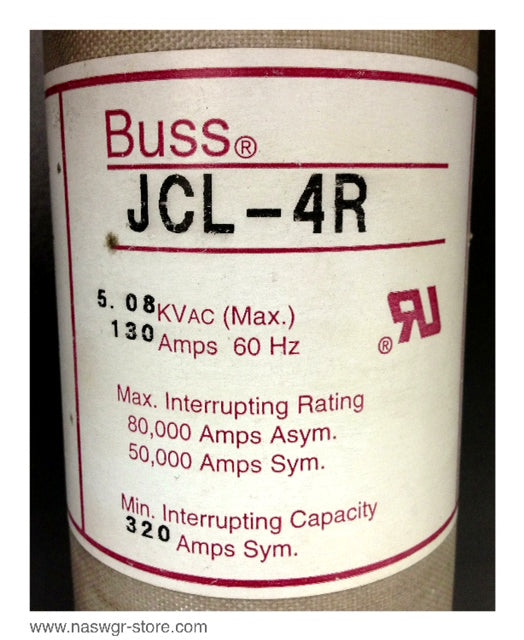 Buss®
JCL-4R
5.08 KVAC (Max.)
130 Amps 60 Hz
RU®
Max. Interrupting Rating
80,000 Amps Asym.
50,000 Amps Sym.
Min. Interrupting Capacity
320 Amps Sym.
www.naswgr-store.com